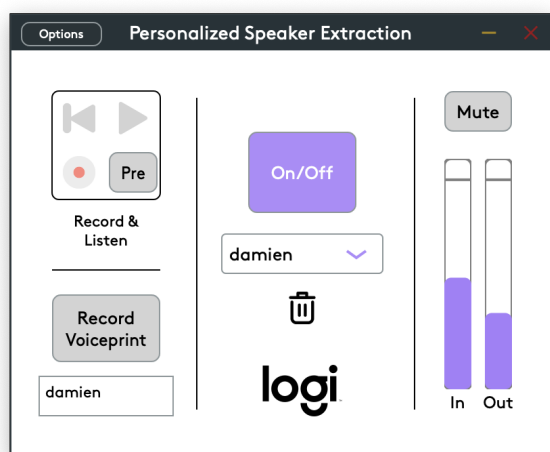 Options
Personalized Speaker Extraction
Pre
Record &
Listen
Record
Voiceprint
damien
On/Off
damien
logi
Mute
In
Out